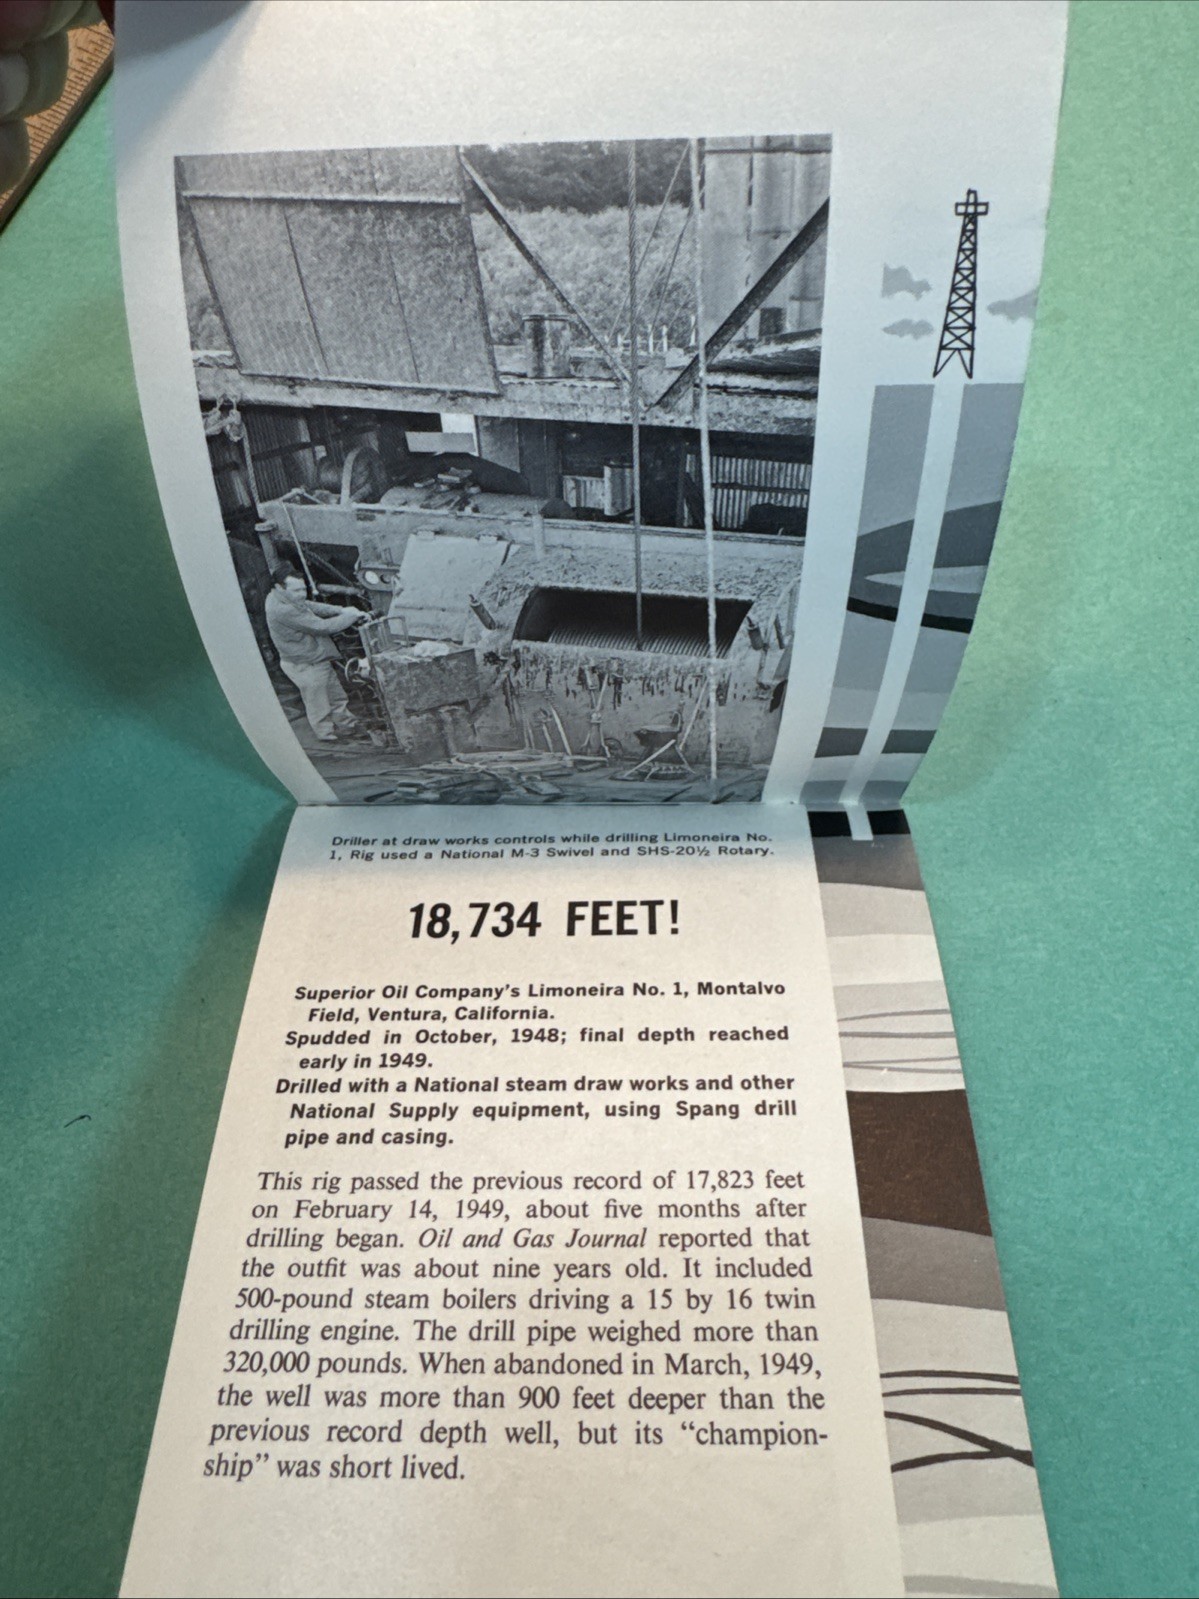 Driller at draw works controls while drilling Limoneira No.
1, Rig used a National M-3 Swivel and SHS-20½ Rotary.
18,734 FEET!
Superior Oil Company's Limoneira No. 1, Montalvo
Field, Ventura, California.
Spudded in October, 1948; final depth reached
early in 1949.
Drilled with a National steam draw works and other
National Supply equipment, using Spang drill
pipe and casing.
This rig passed the previous record of 17,823 feet
on February 14, 1949, about five months after
drilling began. Oil and Gas Journal reported that
the outfit was about nine years old. It included
500-pound steam boilers driving a 15 by 16 twin
drilling engine. The drill pipe weighed more than
320,000 pounds. When abandoned in March, 1949,
the well was more than 900 feet deeper than the
previous record depth well, but its “champion-
ship” was short lived.